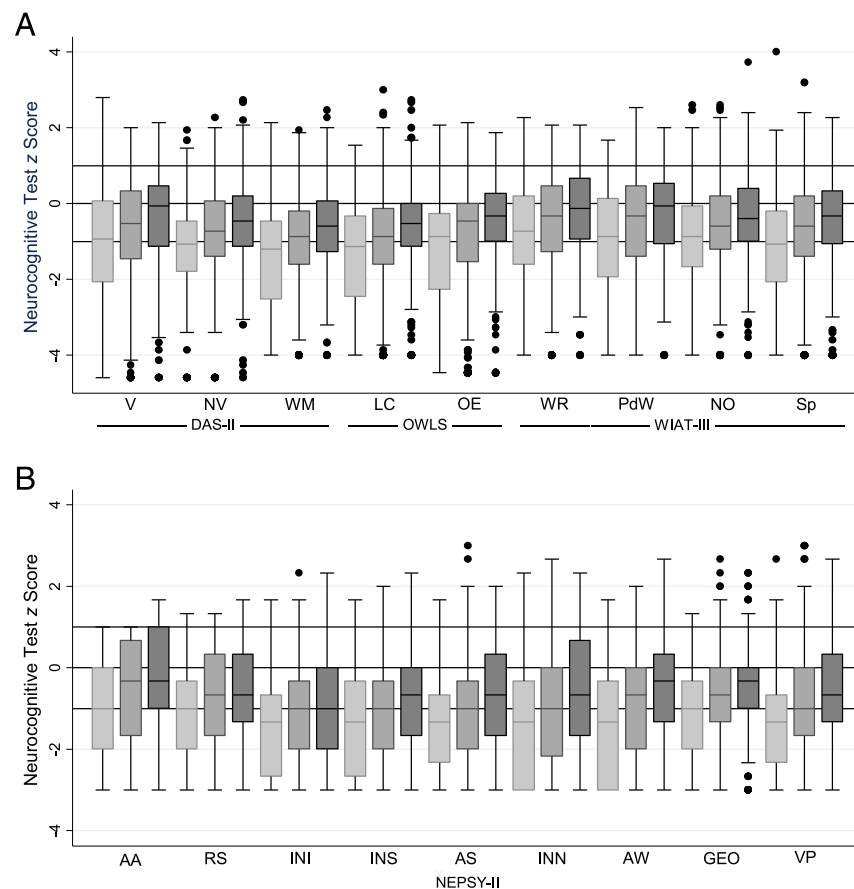 A
Neurocognitive Test z Score
4
2
0
-2
-4
V NV WM LC OE WR PdW NO Sp
DAS-II OWLS WIAT-III
B
Neurocognitive Test z Score
4
2
0
-2
-4
AA RS INI INS AS INN AW GEO VP
NEPSY-II